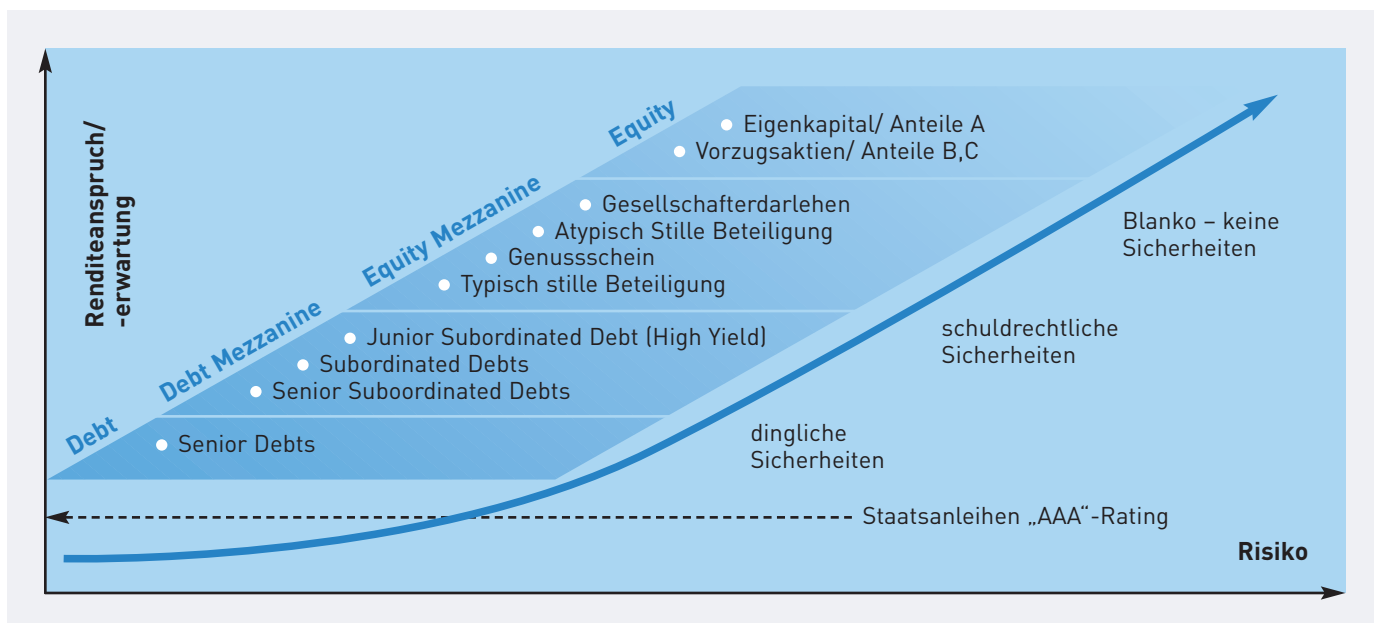 Renditeanspruch/
-erwartung
Equity
Eigenkapital/ Anteile A
Vorzugsaktien/ Anteile B,C
Equity Mezzanine
Gesellschafterdarlehen
Atypisch Stille Beteiligung
Genussschein
Typisch stille Beteiligung
Debt Mezzanine
Junior Subordinated Debt (High Yield)
Subordinated Debts
Senior Suboordinated Debts
Debt
Senior Debts
Blanko – keine
Sicherheiten
schuldrechtliche
Sicherheiten
dingliche
Sicherheiten
Staatsanleihen „AAA“-Rating
Risiko